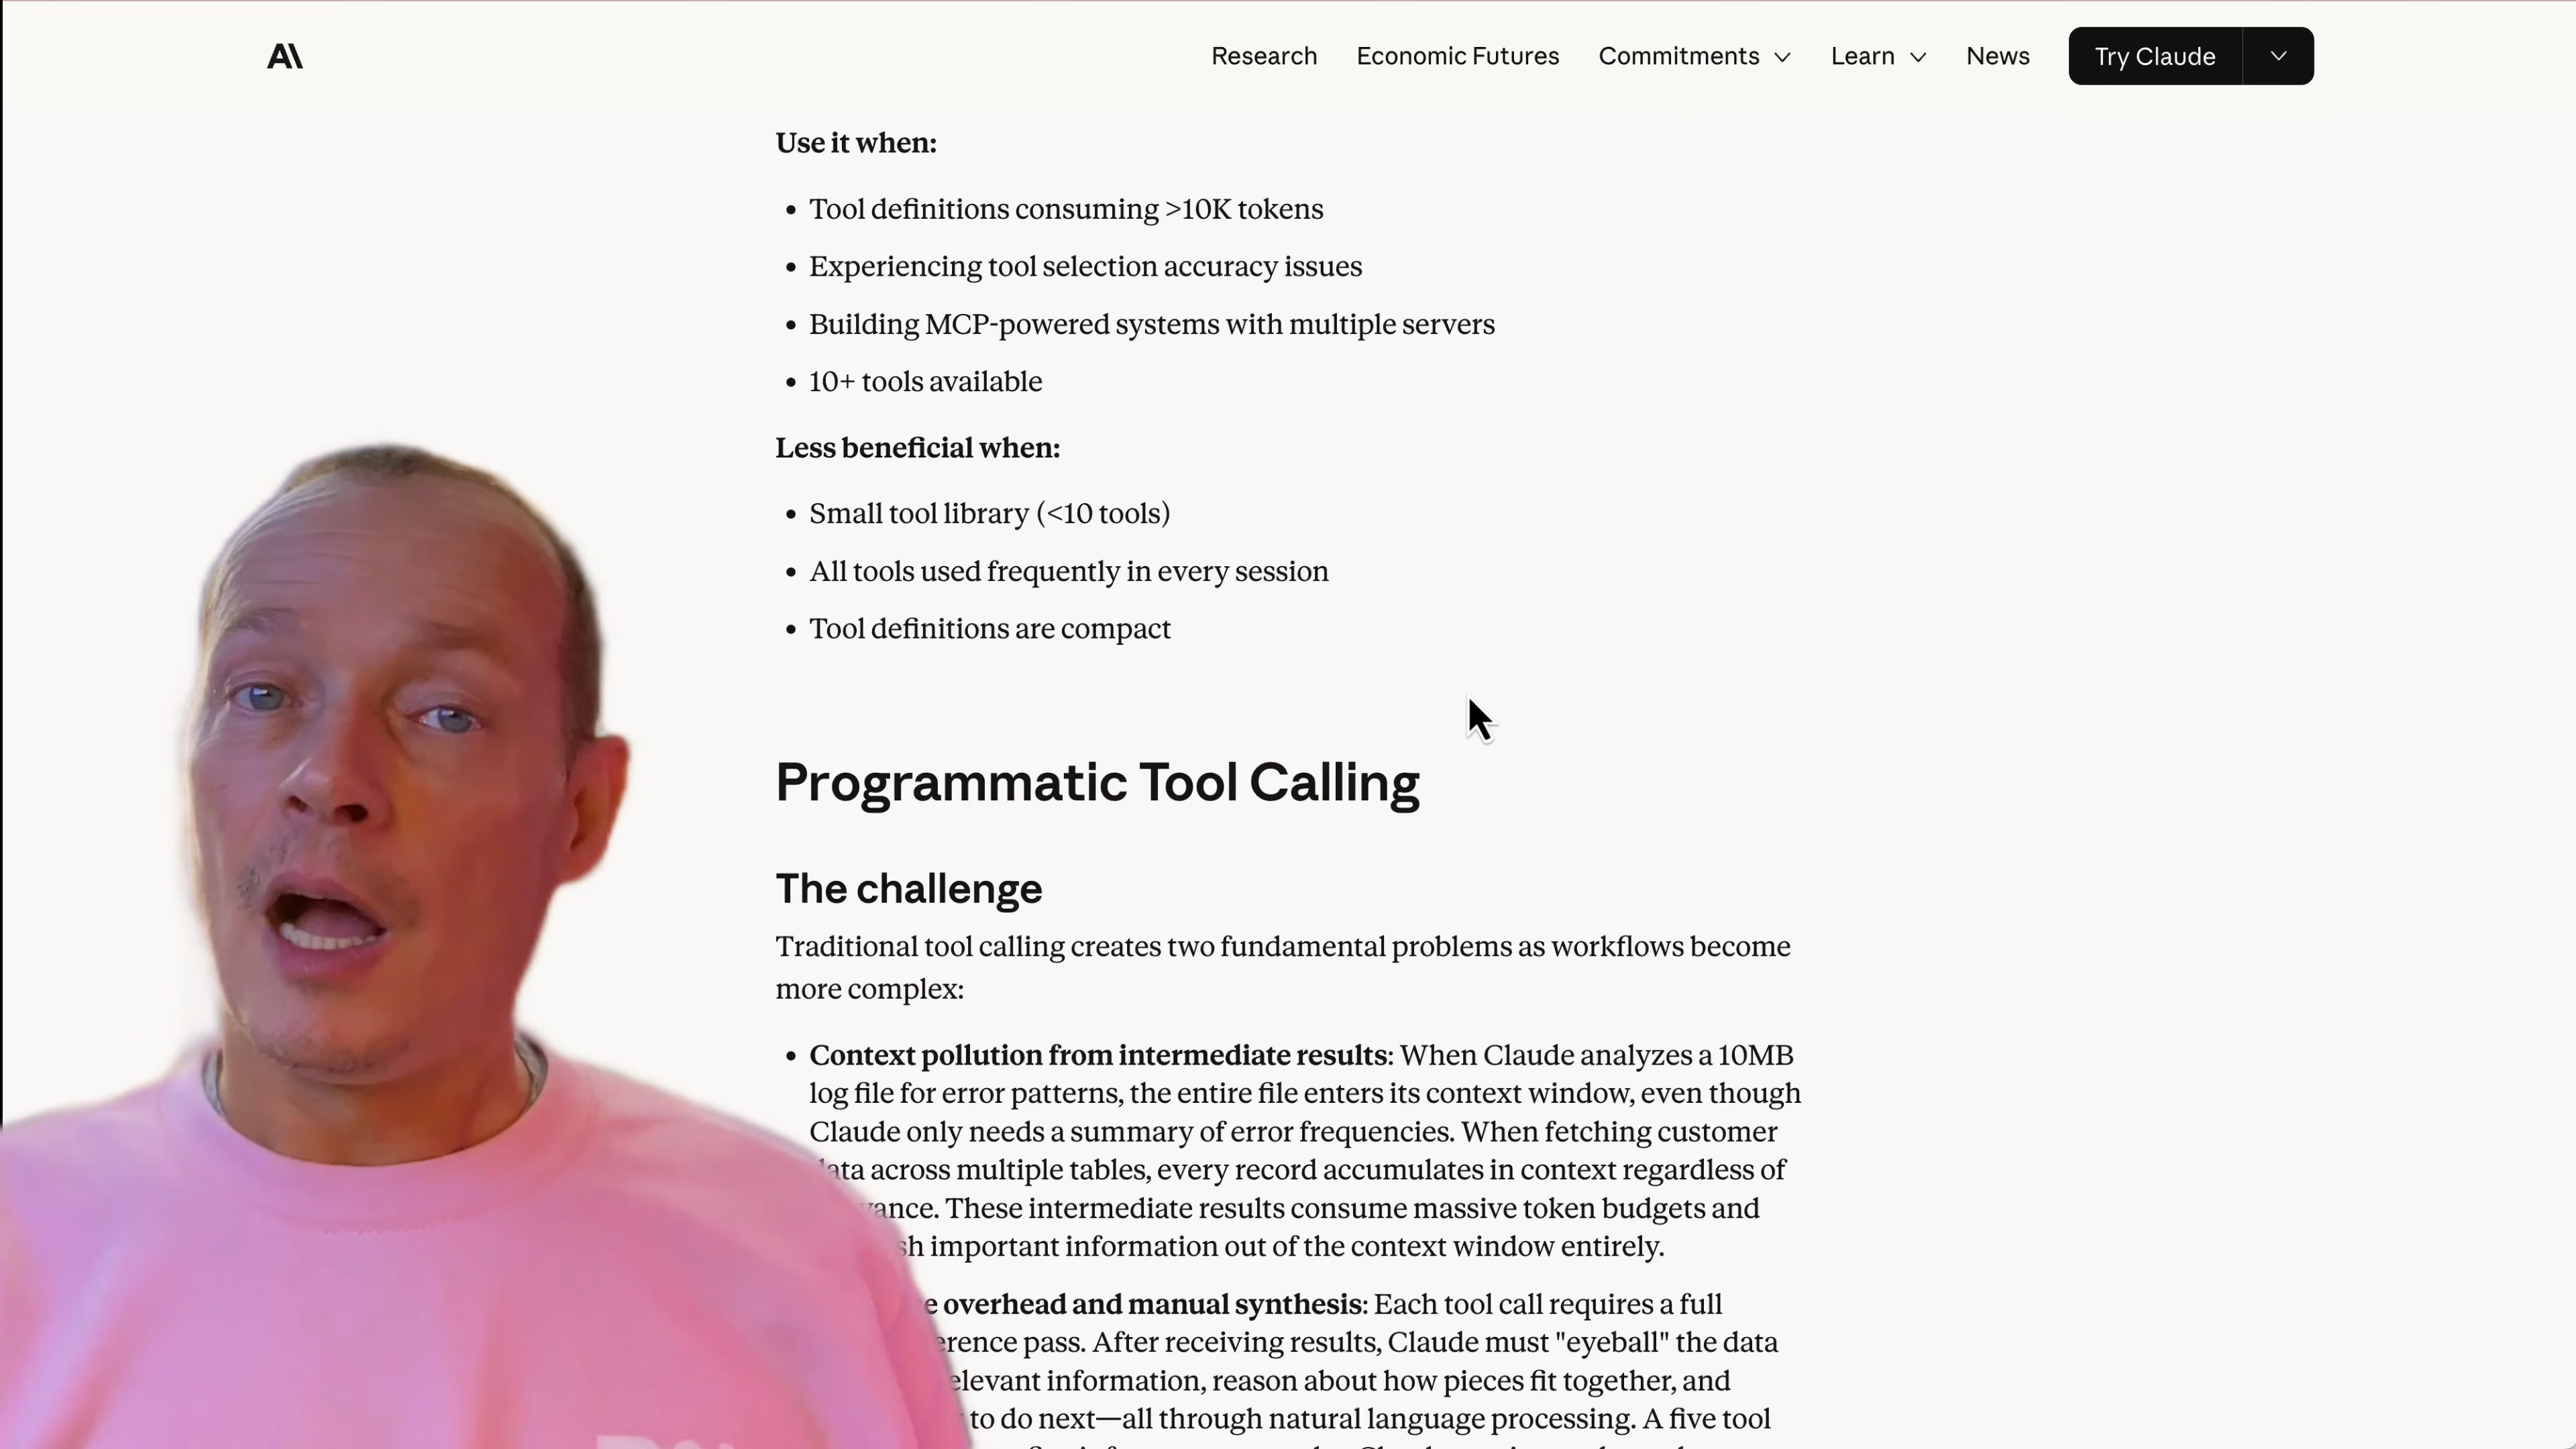 Research Economic Futures Commitments Learn News Try Claude
Use it when:
• Tool definitions consuming >10K tokens
• Experiencing tool selection accuracy issues
• Building MCP-powered systems with multiple servers
• 10+ tools available
Less beneficial when:
• Small tool library (<10 tools)
• All tools used frequently in every session
• Tool definitions are compact
Programmatic Tool Calling
The challenge
Traditional tool calling creates two fundamental problems as workflows become
more complex:
• Context pollution from intermediate results: When Claude analyzes a 10MB
log file for error patterns, the entire file enters its context window, even though
Claude only needs a summary of error frequencies. When fetching customer
across multiple tables, every record accumulates in context regardless of
These intermediate results consume massive token budgets and
important information out of the context window entirely.
overhead and manual synthesis: Each tool call requires a full
pass. After receiving results, Claude must "eyeball" the data
information, reason about how pieces fit together, and
to do next—all through natural language processing. A five tool